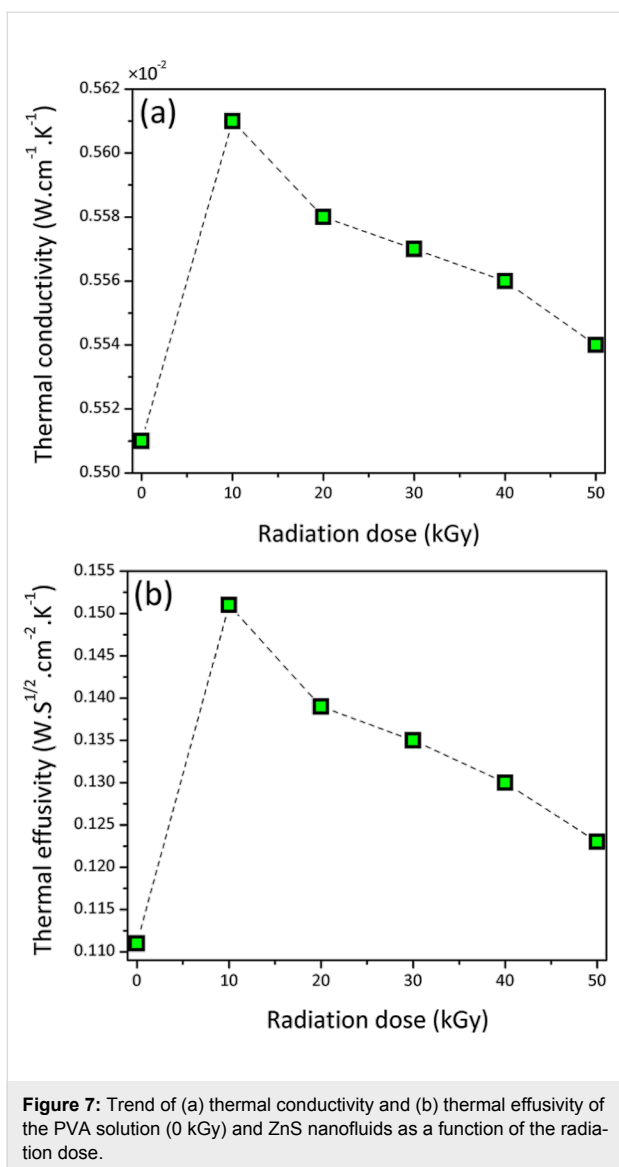 ×10⁻²
(a)
Thermal conductivity (W.cm⁻¹.K⁻¹)
0.562
0.560
0.558
0.556
0.554
0.552
0.550
0 10 20 30 40 50
Radiation dose (kGy)
(b)
Thermal effusivity (W.S¹/².cm⁻².K⁻¹)
0.155
0.150
0.145
0.140
0.135
0.130
0.125
0.120
0.115
0.110
0 10 20 30 40 50
Radiation dose (kGy)
Figure 7: Trend of (a) thermal conductivity and (b) thermal effusivity of
the PVA solution (0 kGy) and ZnS nanofluids as a function of the radia-
tion dose.